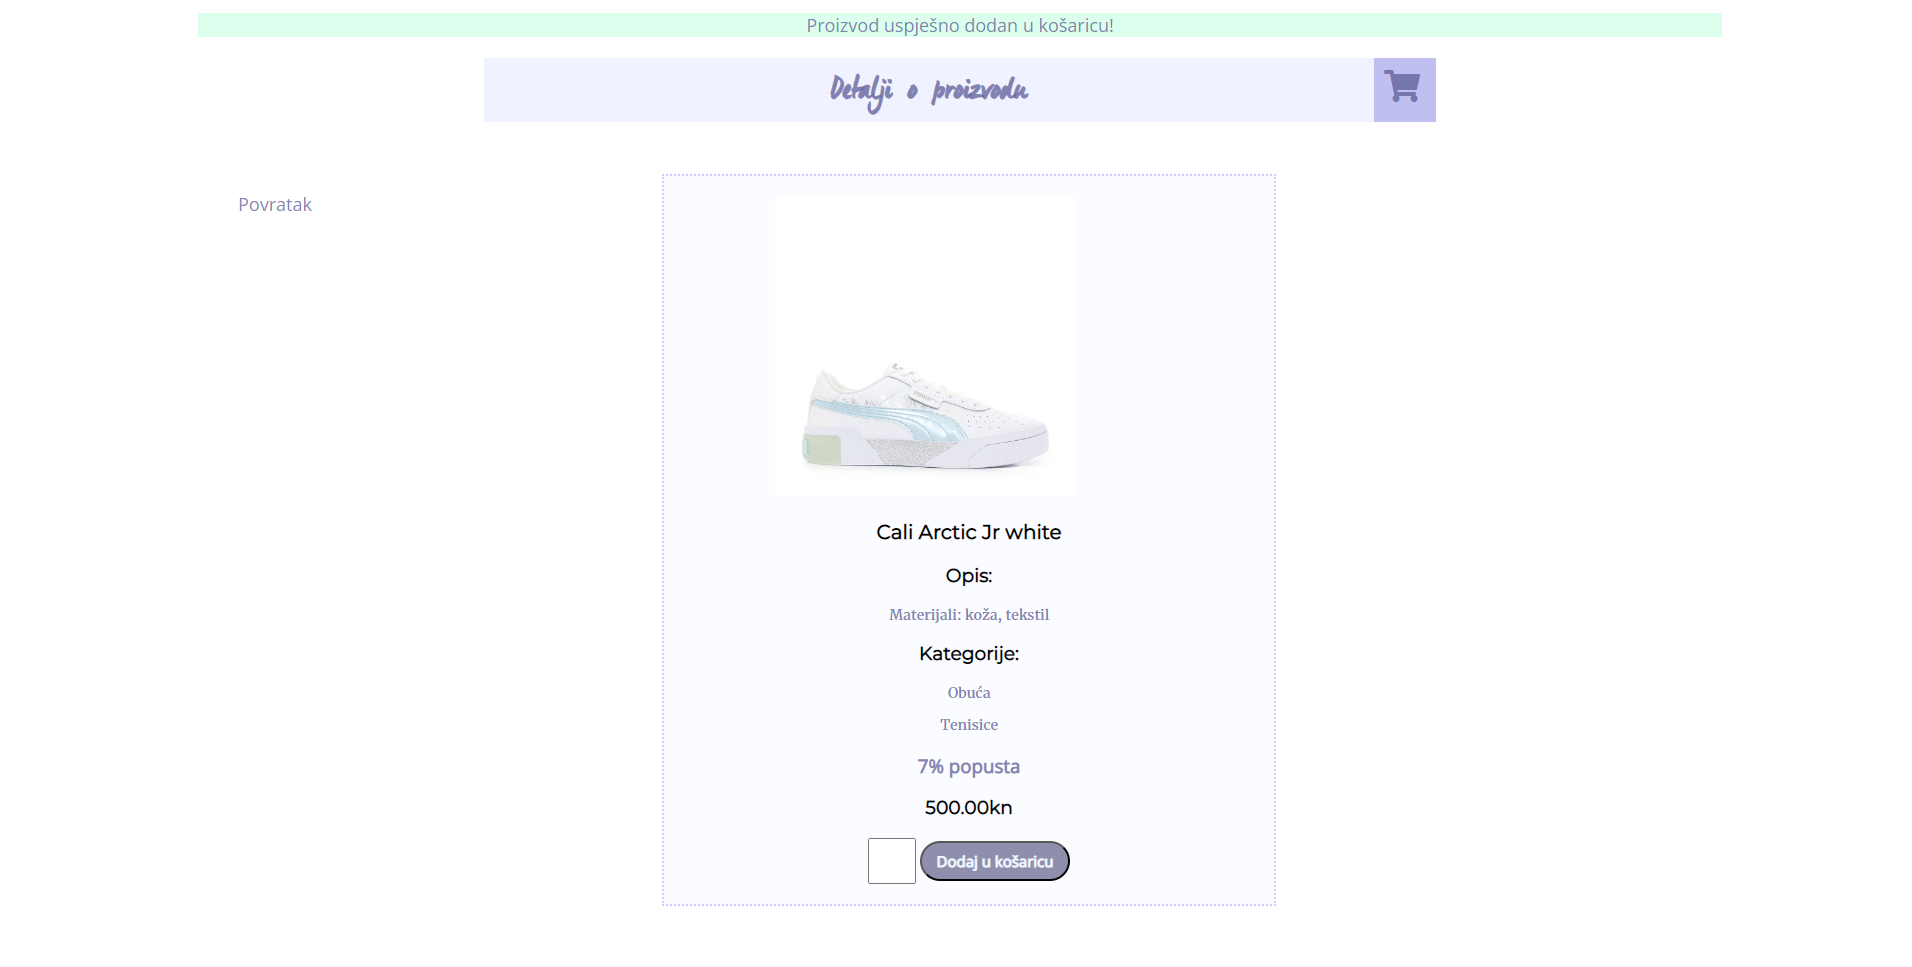 Proizvod uspješno dodan u košaricu!
Detalji o proizvodu
Povratak
Cali Arctic Jr white
Opis:
Materijali: koža, tekstil
Kategorije:
Obuća
Tenisice
7% popusta
500.00kn
Dodaj u košaricu